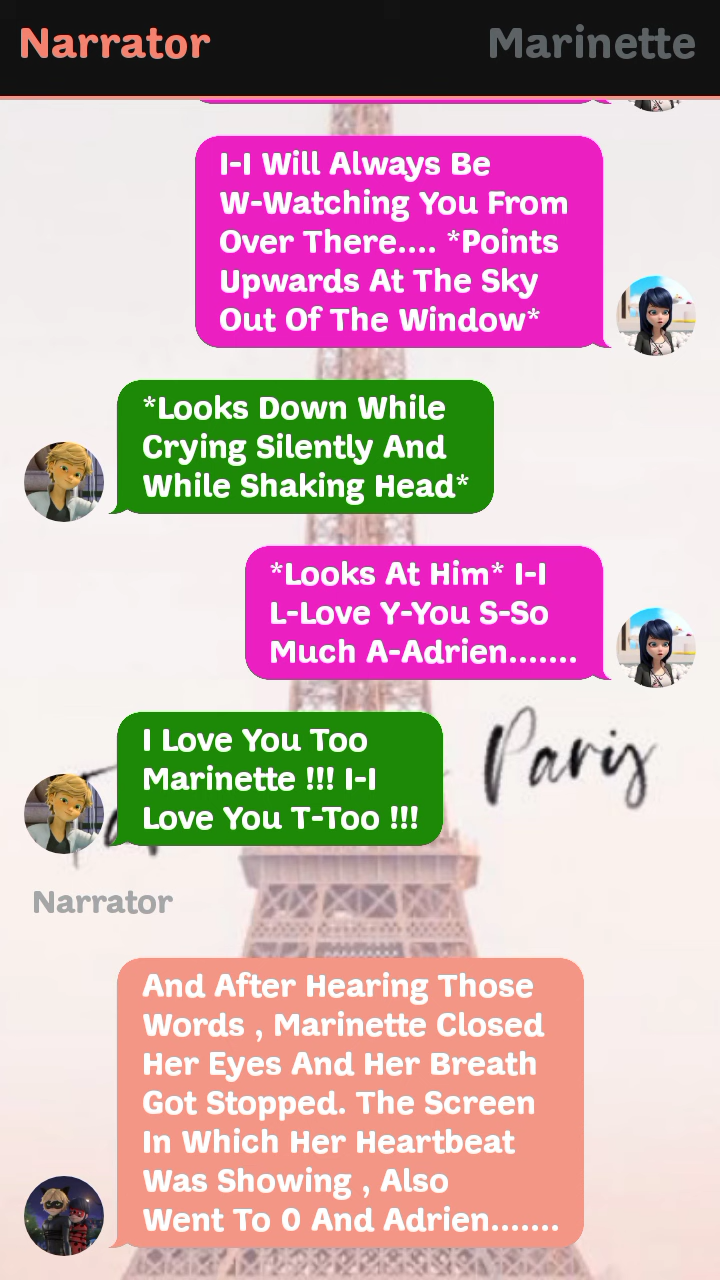 Narrator
Marinette
I-I Will Always Be
W-Watching You From
Over There.... *Points
Upwards At The Sky
Out Of The Window*
*Looks Down While
Crying Silently And
While Shaking Head*
*Looks At Him* I-I
L-Love Y-You S-So
Much A-Adrien.......
Paris
I Love You Too
Marinette !!! I-I
Love You T-Too !!!
Narrator
And After Hearing Those
Words , Marinette Closed
Her Eyes And Her Breath
Got Stopped. The Screen
In Which Her Heartbeat
Was Showing , Also
Went To 0 And Adrien.......